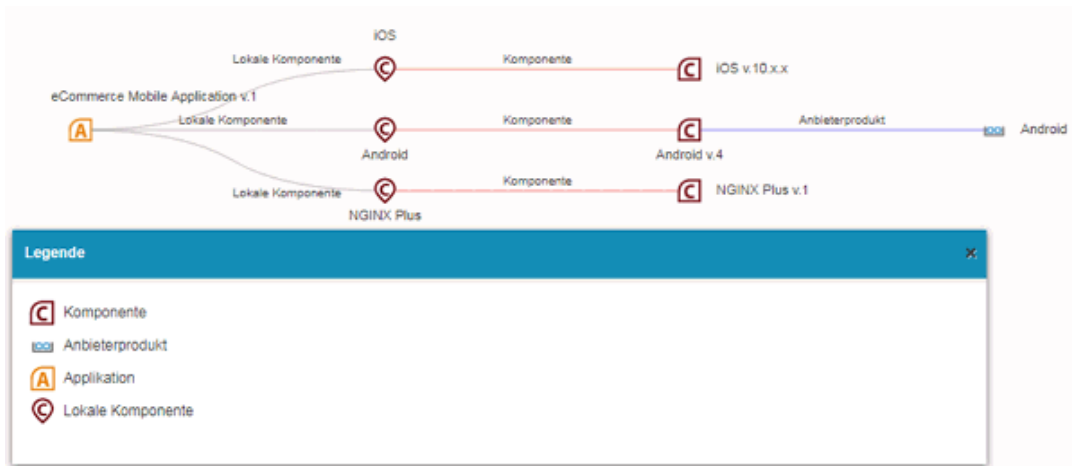 iOS
Lokale Komponente
Komponente
iOS v.10.x.x
eCommerce Mobile Application v.1
Lokale Komponente
Komponente
Anbieterprodukt
Android
Android
Android v.4
Lokale Komponente
Komponente
NGINX Plus v.1
NGINX Plus
Legende
Komponente
Anbieterprodukt
Applikation
Lokale Komponente